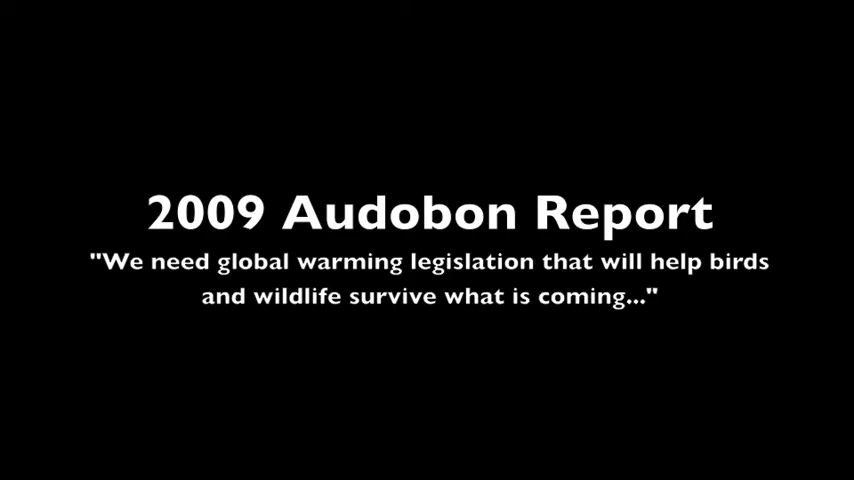 2009 Audobon Report
"We need global warming legislation that will help birds
and wildlife survive what is coming..."